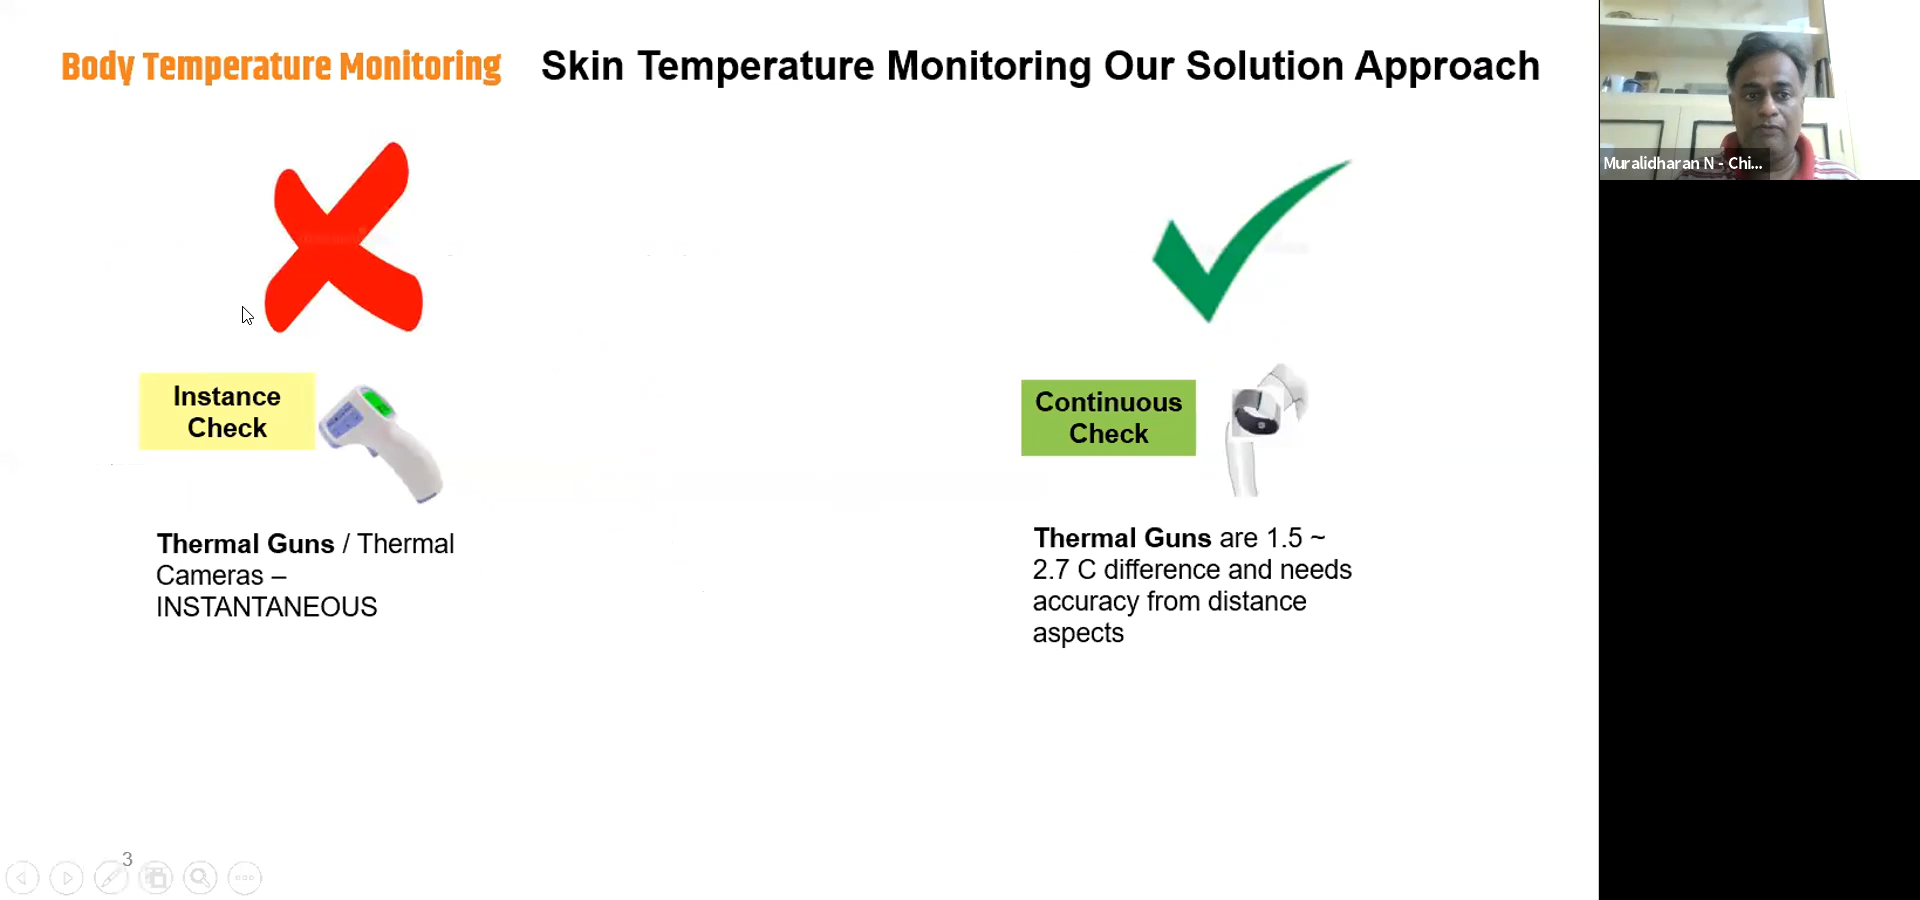 Body Temperature Monitoring
Skin Temperature Monitoring Our Solution Approach
Muralidharan N - Chi...
Instance
Check
Continuous
Check
Thermal Guns / Thermal
Cameras –
INSTANTANEOUS
Thermal Guns are 1.5 ~
2.7 C difference and needs
accuracy from distance
aspects
3